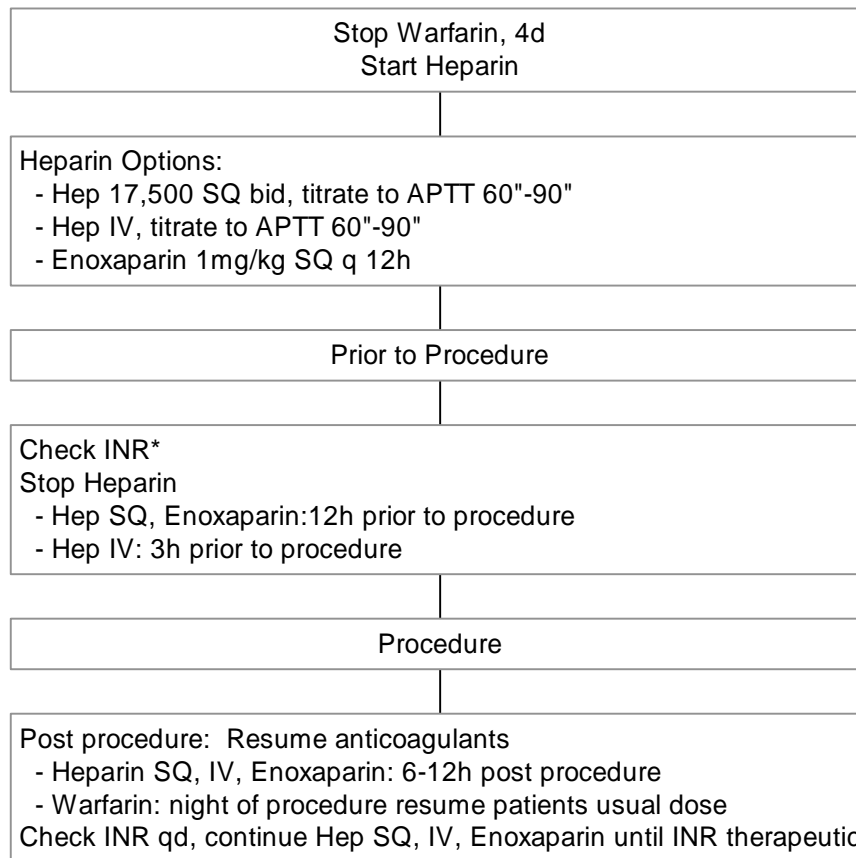 Stop Warfarin, 4d
Start Heparin
Heparin Options:
- Hep 17,500 SQ bid, titrate to APTT 60"-90"
- Hep IV, titrate to APTT 60"-90"
- Enoxaparin 1mg/kg SQ q 12h
Prior to Procedure
Check INR*
Stop Heparin
- Hep SQ, Enoxaparin:12h prior to procedure
- Hep IV: 3h prior to procedure
Procedure
Post procedure:  Resume anticoagulants
- Heparin SQ, IV, Enoxaparin: 6-12h post procedure
- Warfarin: night of procedure resume patients usual dose
Check INR qd, continue Hep SQ, IV, Enoxaparin until INR therapeutic